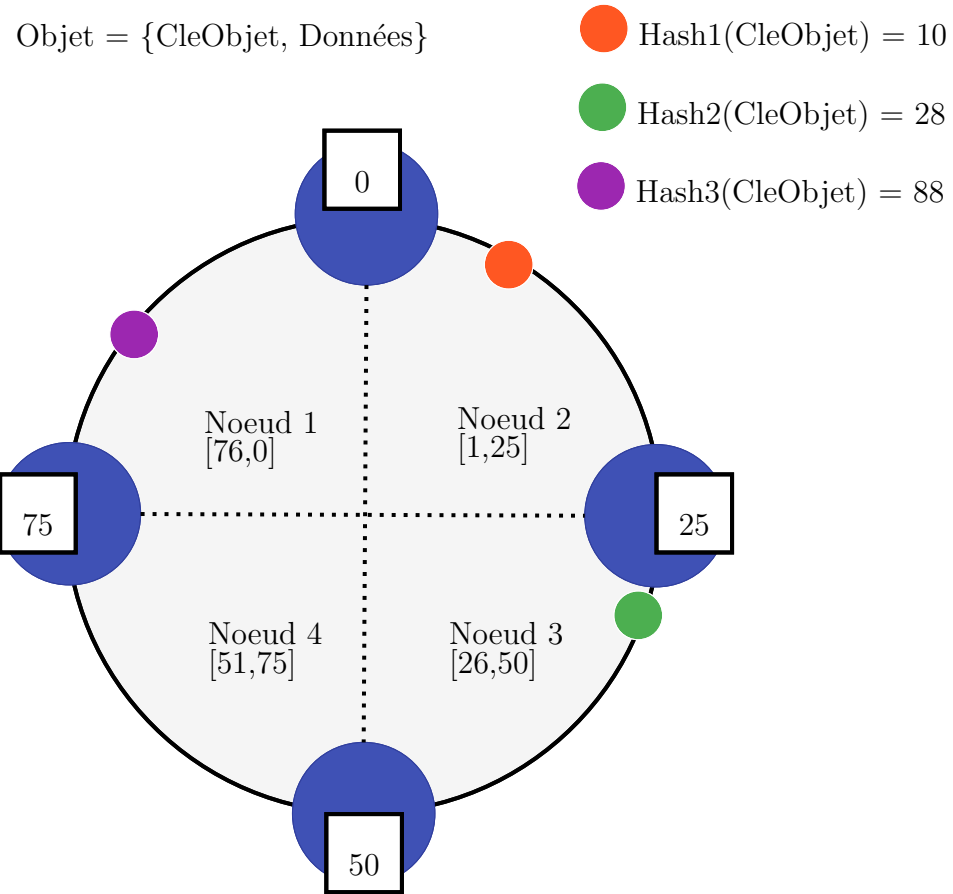 Objet = {CleObjet, Données}
Hash1(CleObjet) = 10
Hash2(CleObjet) = 28
Hash3(CleObjet) = 88
0
Noeud 1
[76,0]
Noeud 2
[1,25]
75
25
Noeud 4
[51,75]
Noeud 3
[26,50]
50